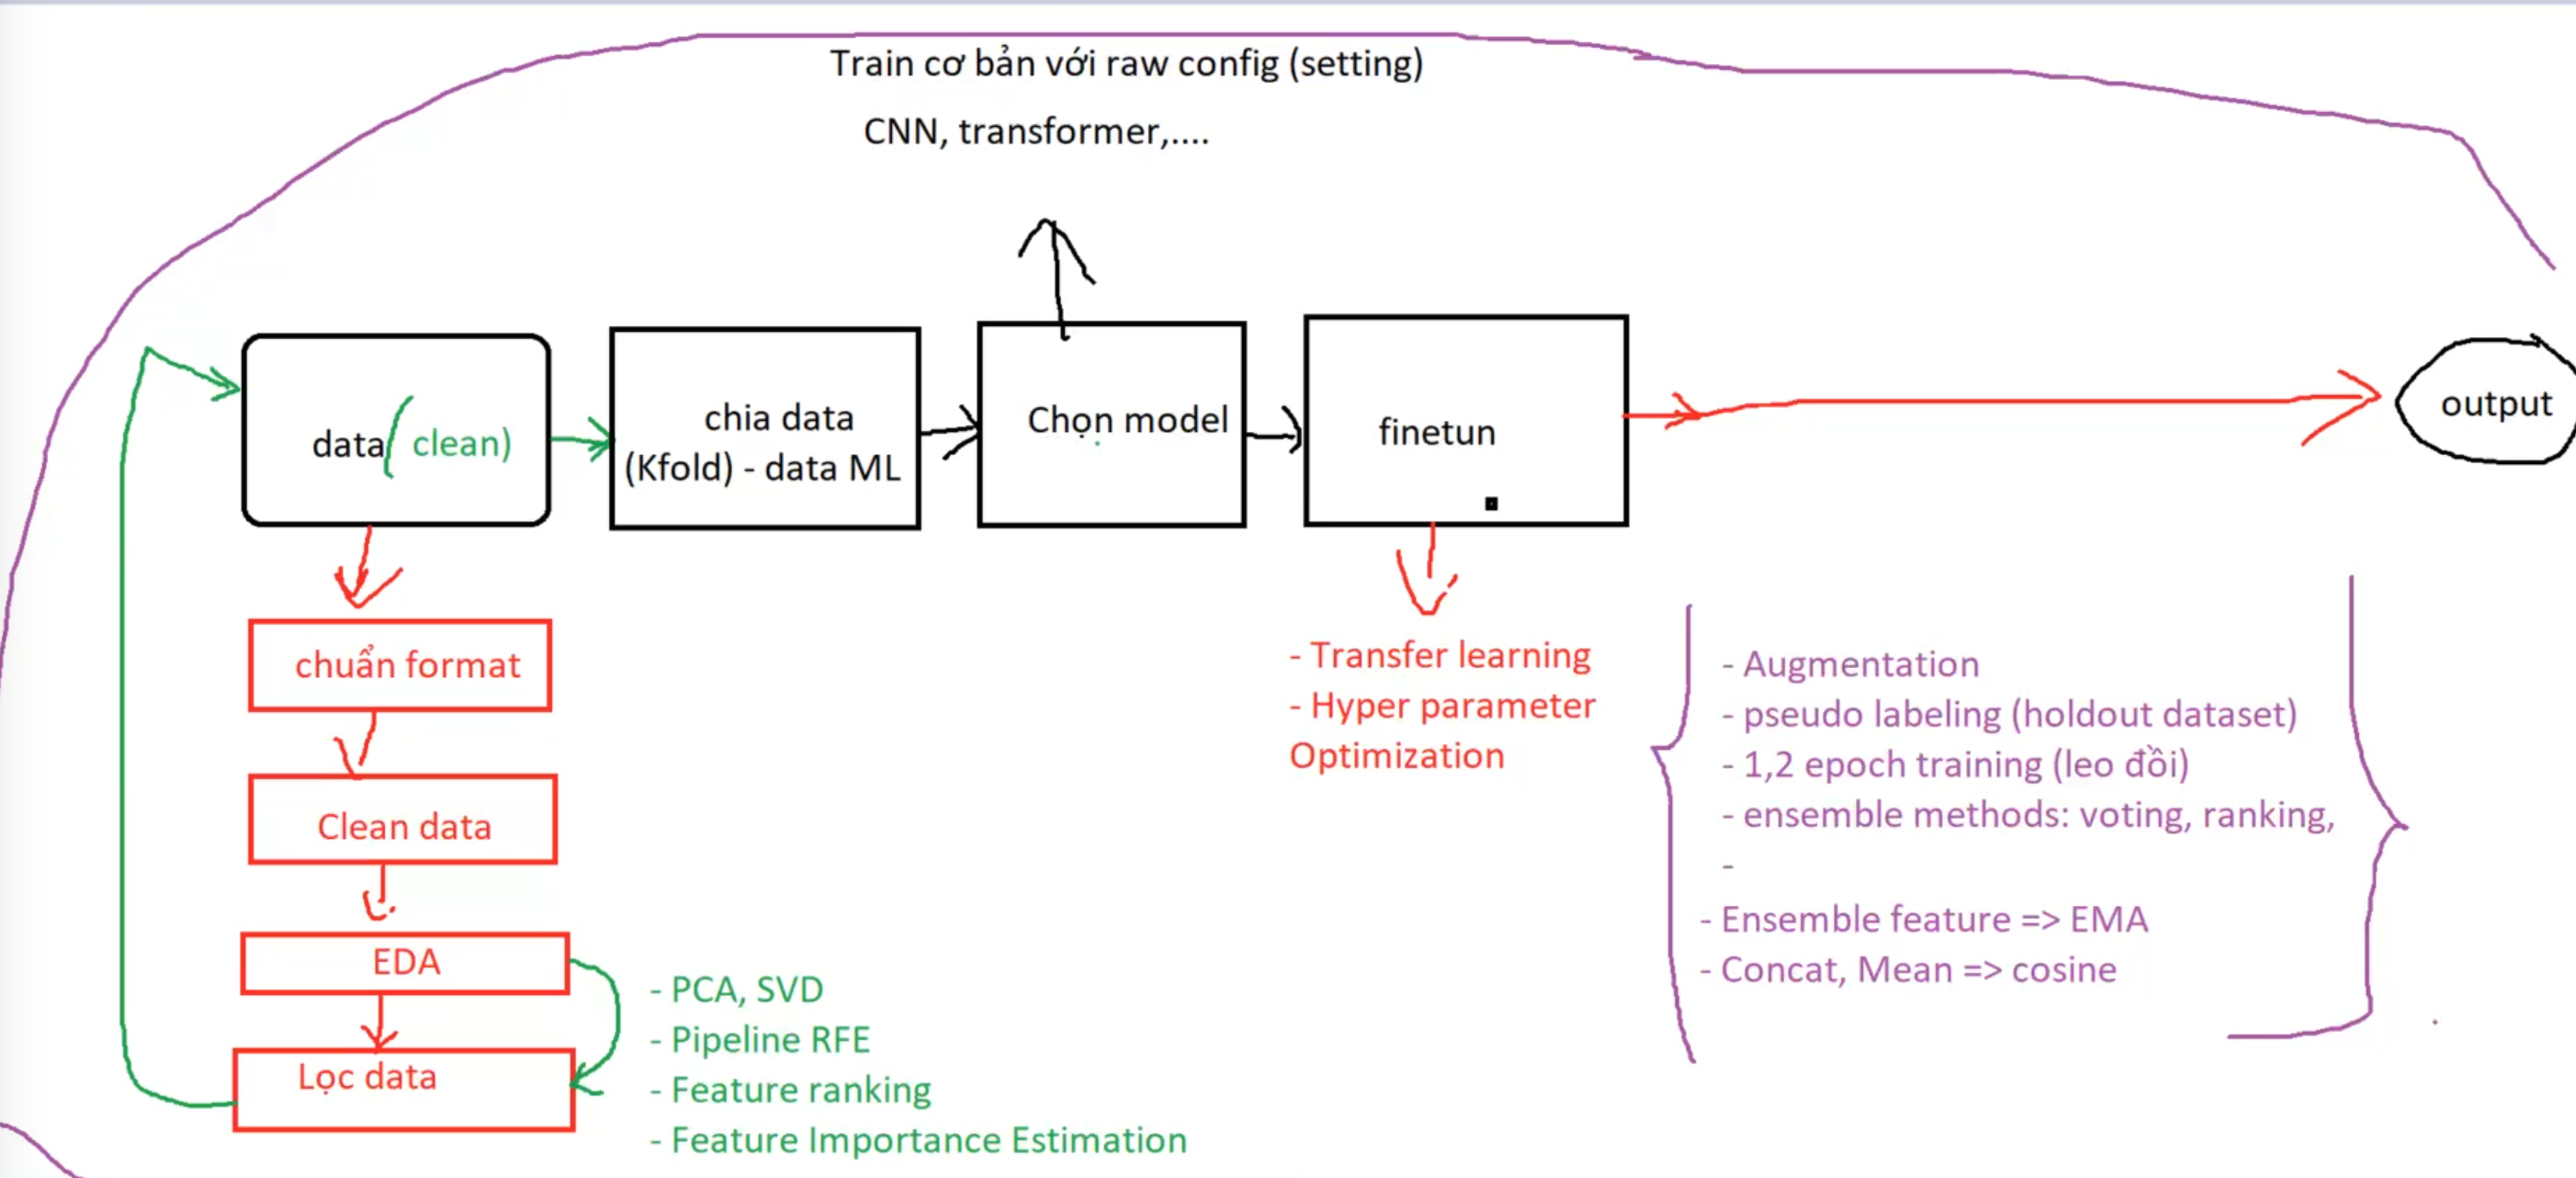 Train cơ bản với raw config (setting)
CNN, transformer,....
data( clean)
chia data
(Kfold) - data ML
Chọn model
finetun
output
chuẩn format
Clean data
EDA
Lọc data
- PCA, SVD
- Pipeline RFE
- Feature ranking
- Feature Importance Estimation
- Transfer learning
- Hyper parameter
Optimization
- Augmentation
- pseudo labeling (holdout dataset)
- 1,2 epoch training (leo đồi)
- ensemble methods: voting, ranking,
-
- Ensemble feature => EMA
- Concat, Mean => cosine